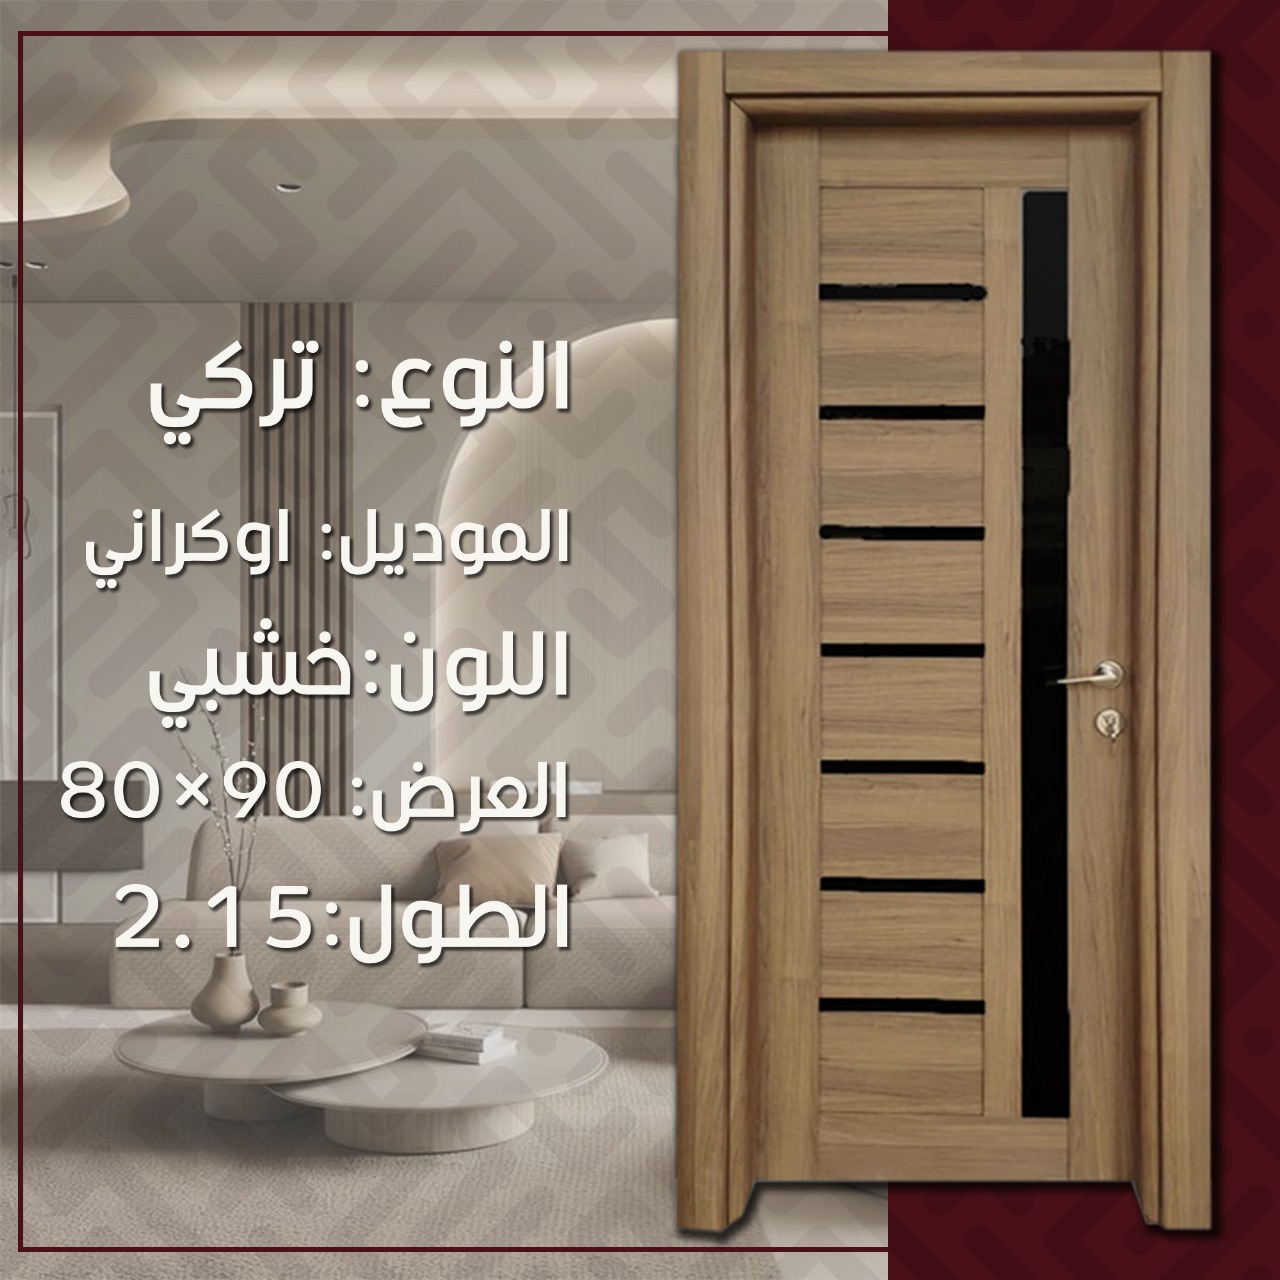 النوع: تركي
الموديل: اوكراني
اللون:خشبي
العرض: 90×80
الطول:2.15